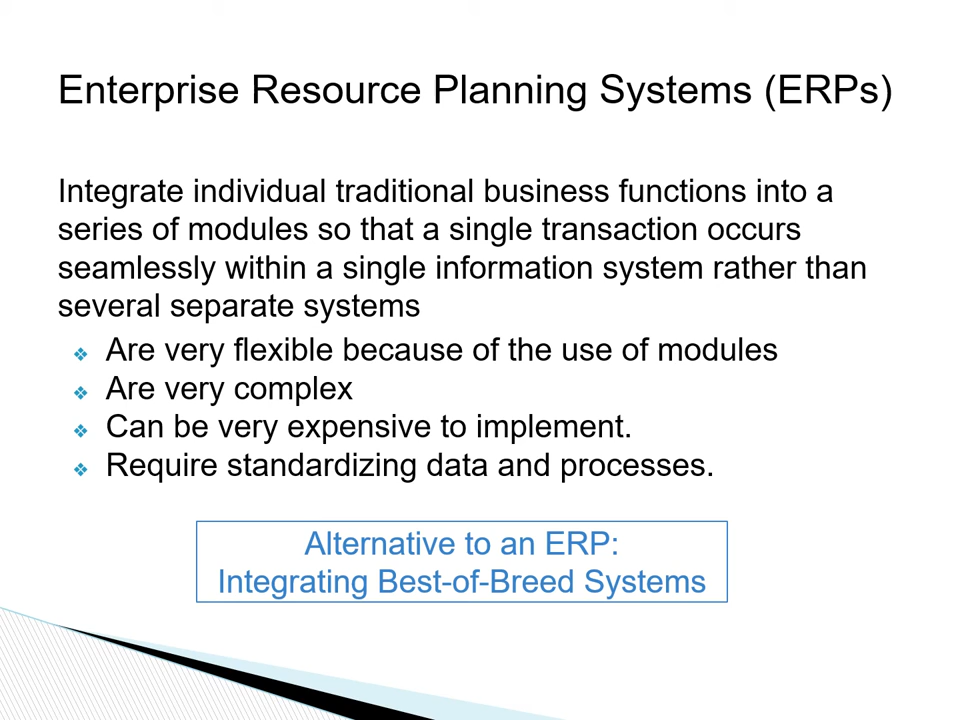 Enterprise Resource Planning Systems (ERPs)
Integrate individual traditional business functions into a
series of modules so that a single transaction occurs
seamlessly within a single information system rather than
several separate systems
❖ Are very flexible because of the use of modules
❖ Are very complex
❖ Can be very expensive to implement.
❖ Require standardizing data and processes.
Alternative to an ERP:
Integrating Best-of-Breed Systems